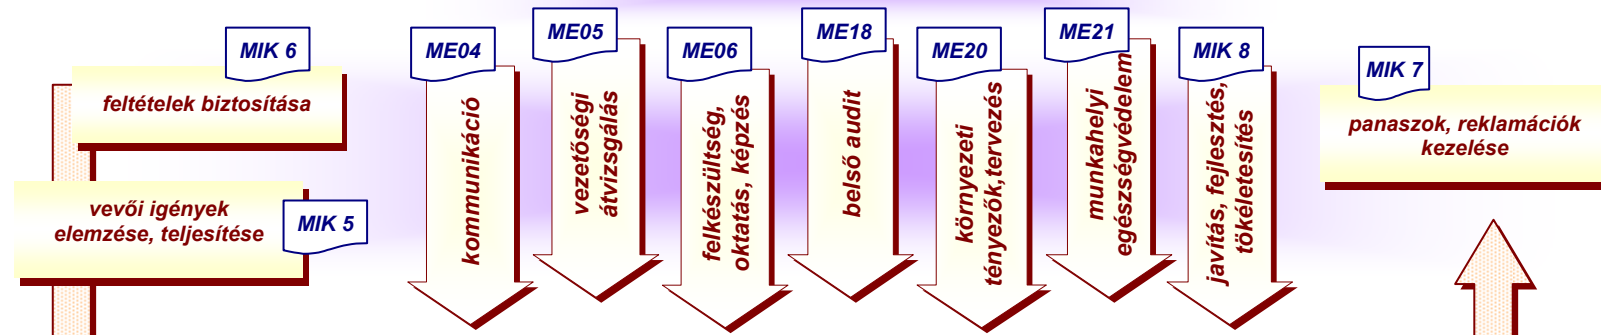 MIK 6
feltételek biztosítása
vevői igények
elemzése, teljesítése
MIK 5
ME04
kommunikáció
ME05
vezetőségi
átvizsgálás
ME06
felkészültség,
oktatás, képzés
ME18
belső audit
ME20
környezeti
tényezők,tervezés
ME21
munkahelyi
egészségvédelem
MIK 8
javítás, fejlesztés,
tökéletesítés
MIK 7
panaszok, reklamációk
kezelése